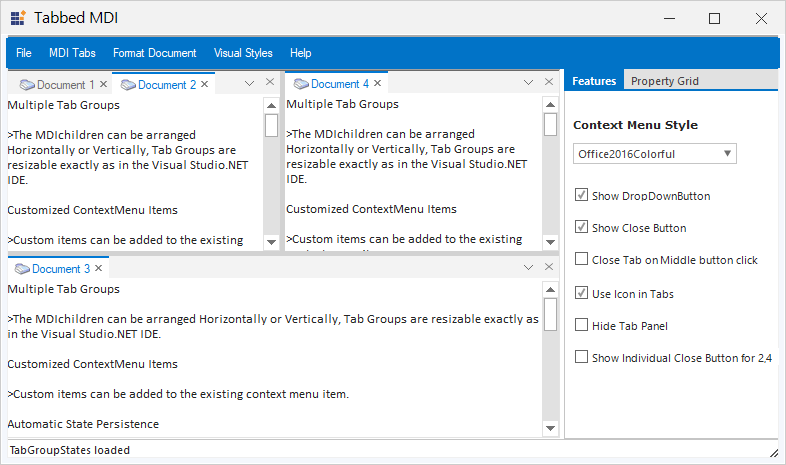 Tabbed MDI
File MDI Tabs Format Document Visual Styles Help
Document 1 Document 2
Multiple Tab Groups
>The MDIchildren can be arranged
Horizontally or Vertically, Tab Groups are
resizable exactly as in the Visual Studio.NET
IDE.
Customized ContextMenu Items
>Custom items can be added to the existing
Document 4
Multiple Tab Groups
>The MDIchildren can be arranged
Horizontally or Vertically, Tab Groups are
resizable exactly as in the Visual Studio.NET
IDE.
Customized ContextMenu Items
>Custom items can be added to the existing
Document 3
Multiple Tab Groups
>The MDIchildren can be arranged Horizontally or Vertically, Tab Groups are resizable exactly as
in the Visual Studio.NET IDE.
Customized ContextMenu Items
>Custom items can be added to the existing context menu item.
Automatic State Persistence
Features Property Grid
Context Menu Style
Office2016Colorful
Show DropDownButton
Show Close Button
Close Tab on Middle button click
Use Icon in Tabs
Hide Tab Panel
Show Individual Close Button for 2,4
TabGroupStates loaded